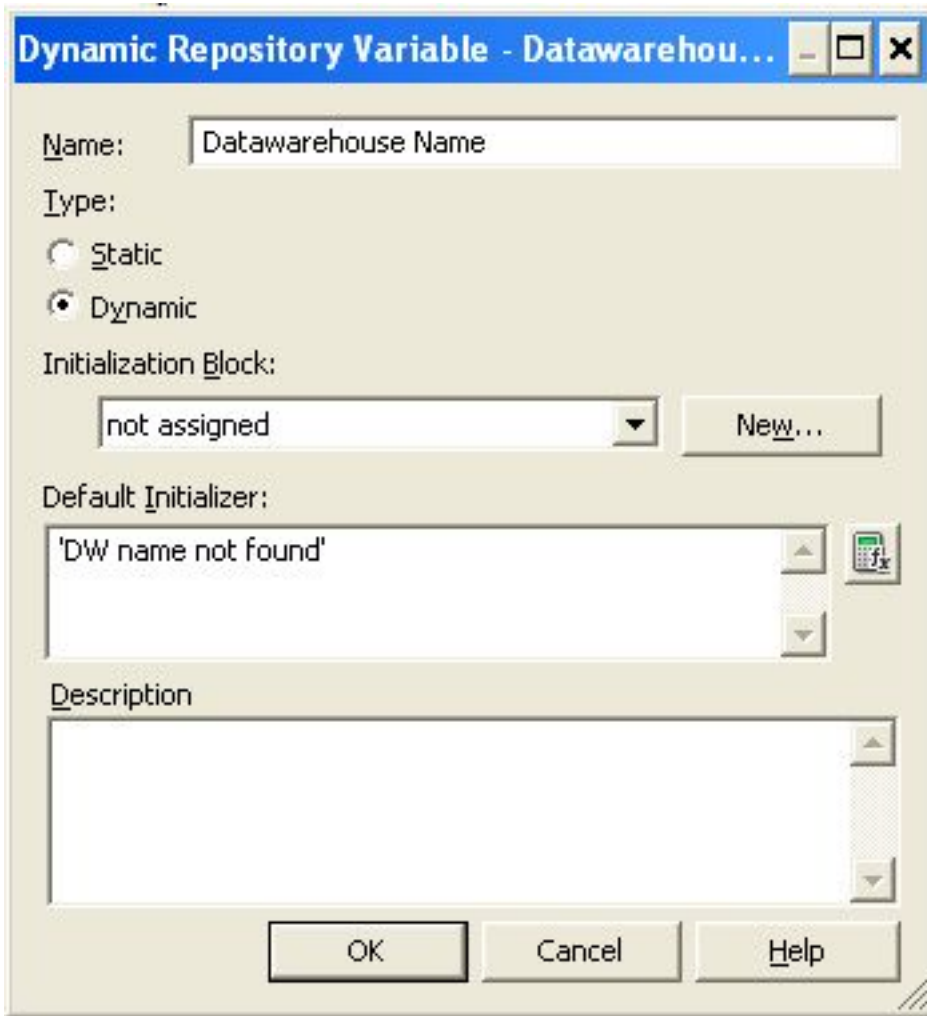 Dynamic Repository Variable - Datawarehou...
Name: Datawarehouse Name
Type:
Static
Dynamic
Initialization Block:
not assigned New...
Default Initializer:
'DW name not found'
Description
OK Cancel Help